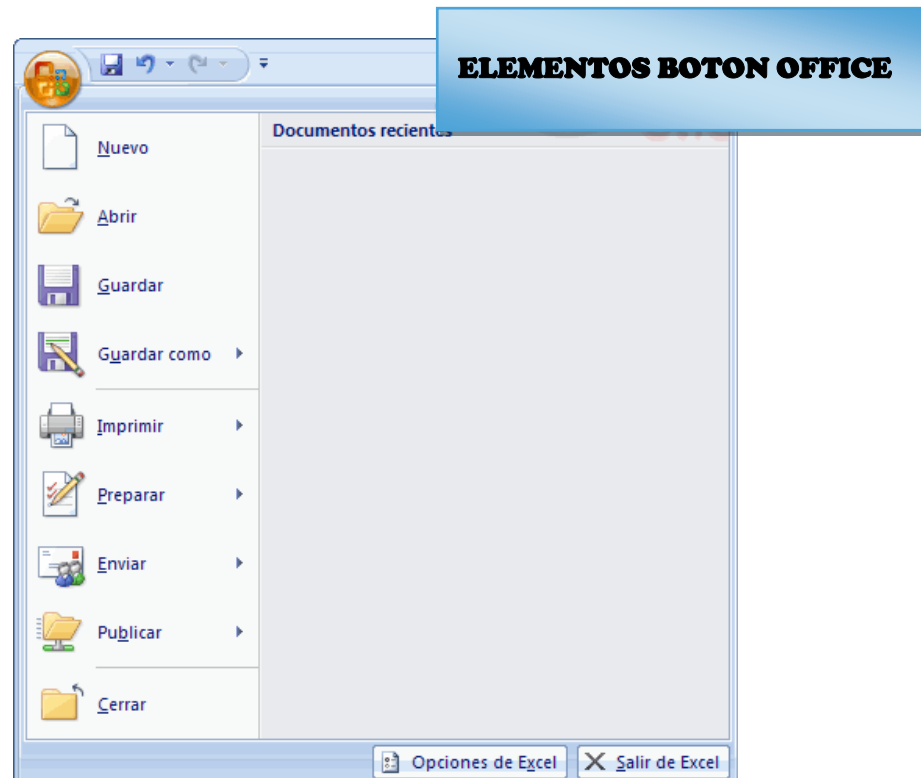 ELEMENTOS BOTON OFFICE
Documentos recientes
Nuevo
Abrir
Guardar
Guardar como
Imprimir
Preparar
Enviar
Publicar
Cerrar
Opciones de Excel
Salir de Excel